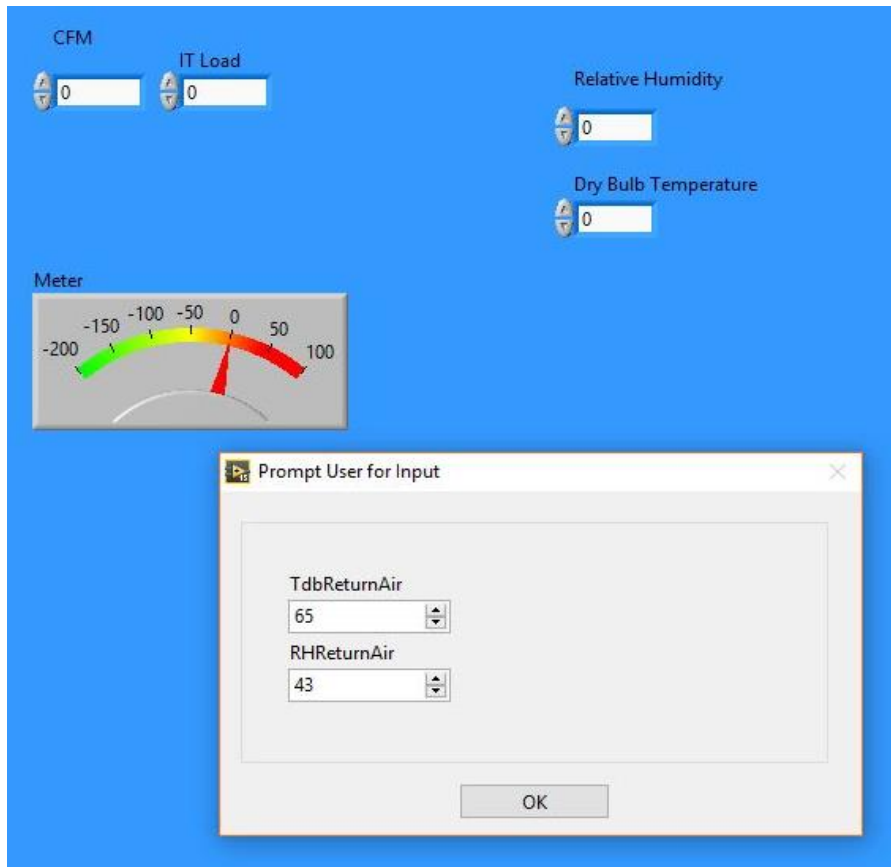 CFM
IT Load
0
0
Relative Humidity
0
Dry Bulb Temperature
0
Meter
-200 -150 -100 -50 0 50 100
Prompt User for Input
TdbReturnAir
65
RHReturnAir
43
OK